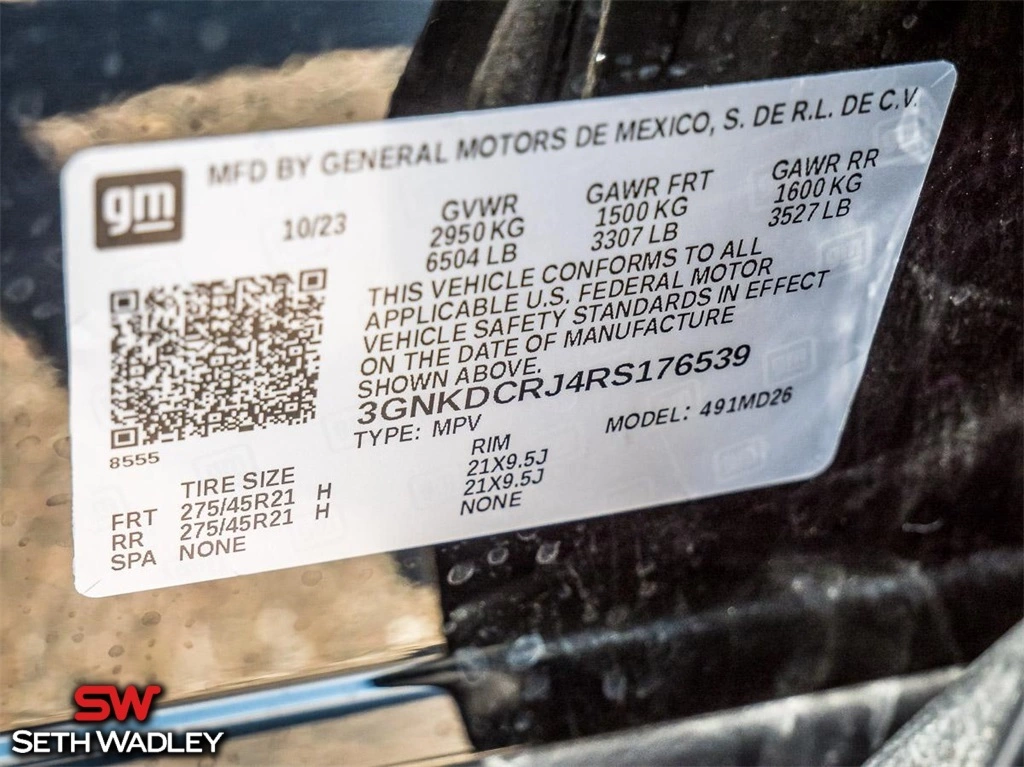 MFD BY GENERAL MOTORS DE MEXICO, S. DE R.L. DE C.V.
gm
10/23
GVWR
2950 KG
6504 LB
GAWR FRT
1500 KG
3307 LB
GAWR RR
1600 KG
3527 LB
THIS VEHICLE CONFORMS TO ALL
APPLICABLE U.S. FEDERAL MOTOR
VEHICLE SAFETY STANDARDS IN EFFECT
ON THE DATE OF MANUFACTURE
SHOWN ABOVE.
3GNKDCRJ4RS176539
TYPE: MPV
MODEL: 491MD26
8555
TIRE SIZE
RIM
FRT 275/45R21 H 21X9.5J
RR 275/45R21 H 21X9.5J
SPA NONE NONE
SW
SETH WADLEY